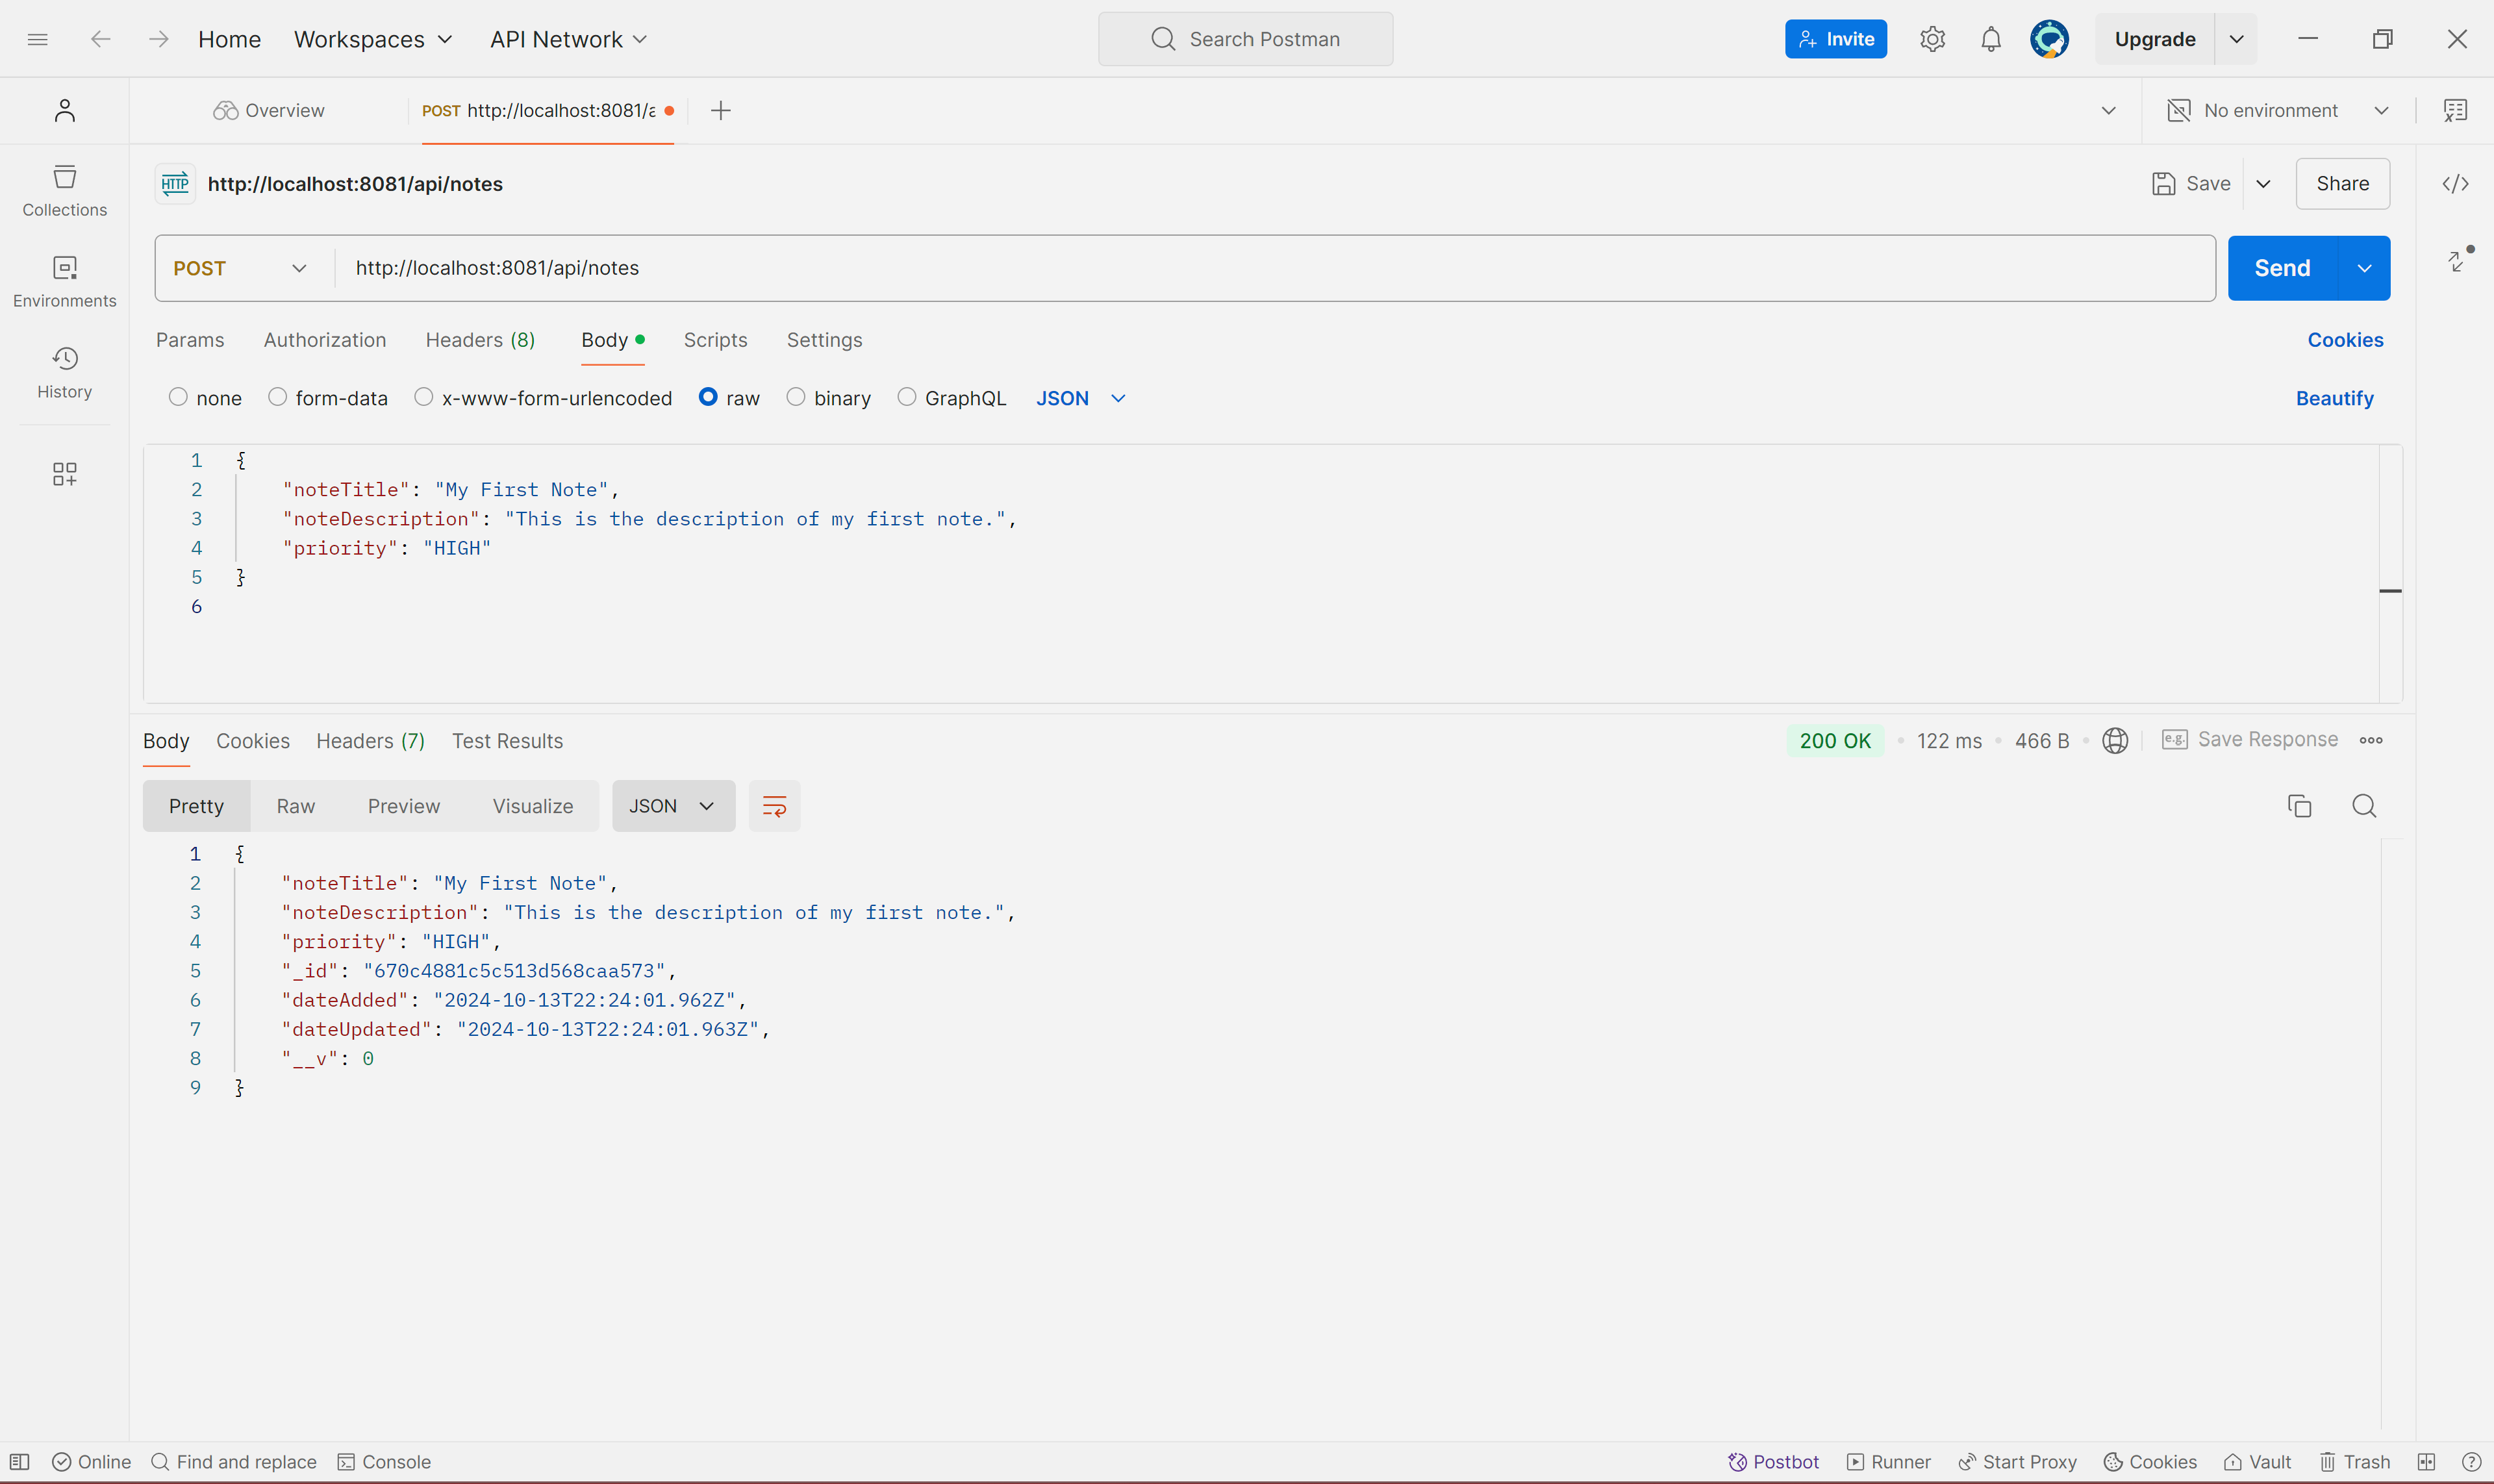 Home Workspaces API Network Search Postman Invite Upgrade
Overview POST http://localhost:8081/a No environment
HTTP http://localhost:8081/api/notes Save Share
Collections
POST http://localhost:8081/api/notes Send
Environments
Params Authorization Headers (8) Body Scripts Settings Cookies
History
none form-data x-www-form-urlencoded raw binary GraphQL JSON Beautify
1 {
2 "noteTitle": "My First Note",
3 "noteDescription": "This is the description of my first note.",
4 "priority": "HIGH"
5 }
6
Body Cookies Headers (7) Test Results 200 OK 122 ms 466 B e.g. Save Response
Pretty Raw Preview Visualize JSON
1 {
2 "noteTitle": "My First Note",
3 "noteDescription": "This is the description of my first note.",
4 "priority": "HIGH",
5 "_id": "670c4881c5c513d568caa573",
6 "dateAdded": "2024-10-13T22:24:01.962Z",
7 "dateUpdated": "2024-10-13T22:24:01.963Z",
8 "__v": 0
9 }
Online Find and replace Console Postbot Runner Start Proxy Cookies Vault Trash